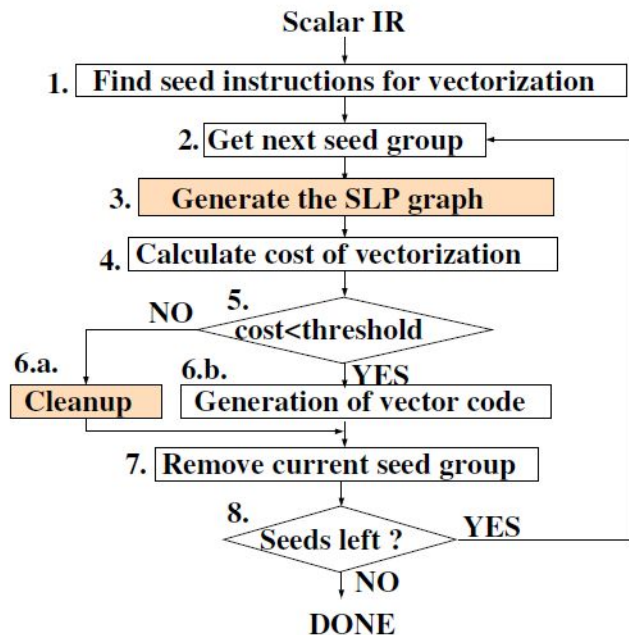 Scalar IR
1. Find seed instructions for vectorization
2. Get next seed group
3. Generate the SLP graph
4. Calculate cost of vectorization
5.
NO
cost<threshold
6.a.
6.b.
YES
Cleanup
Generation of vector code
7. Remove current seed group
8.
YES
Seeds left ?
NO
DONE